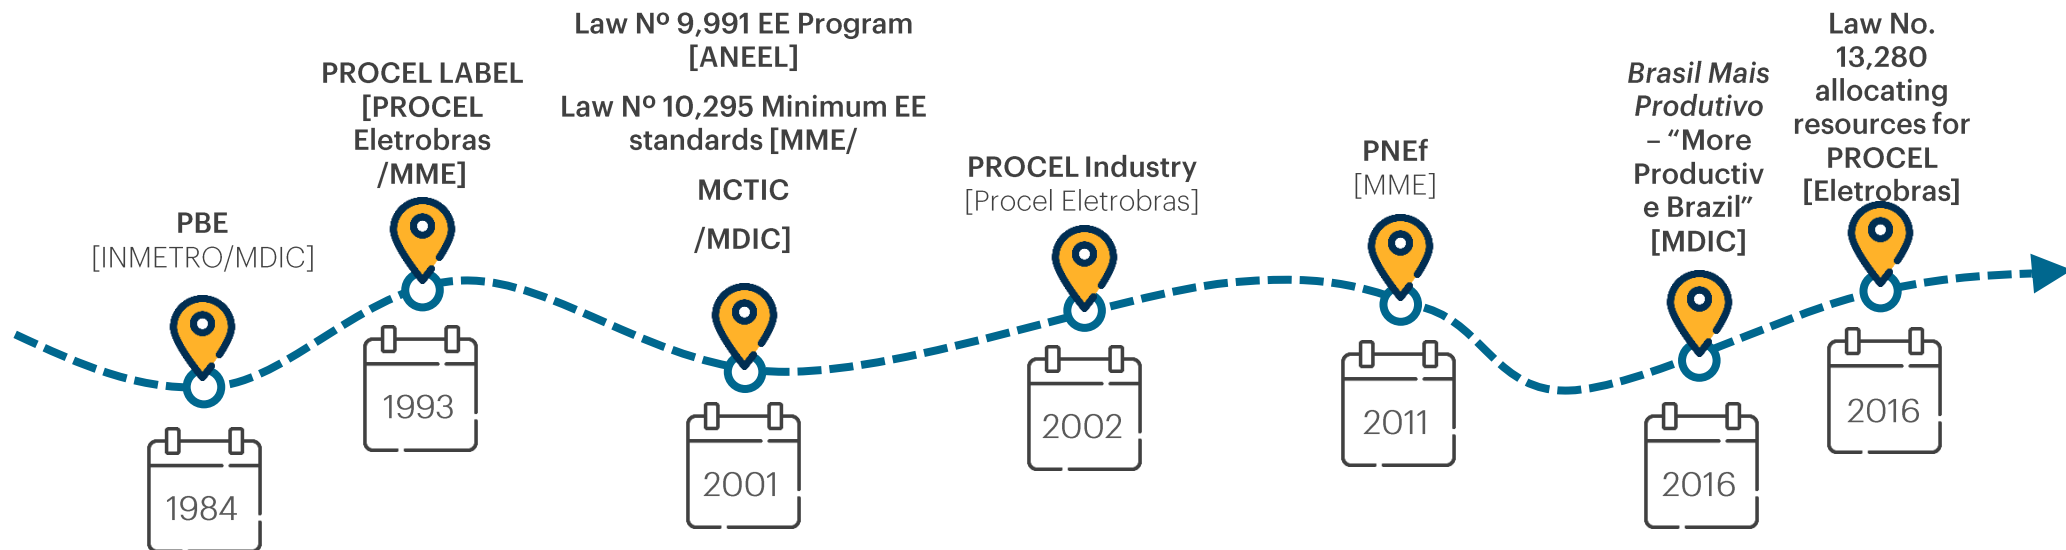 PBE
[INMETRO/MDIC]
1984
PROCEL LABEL
[PROCEL
Eletrobras
/MME]
1993
Law Nº 9,991 EE Program
[ANEEL]
Law Nº 10,295 Minimum EE
standards [MME/
MCTIC
/MDIC]
2001
PROCEL Industry
[Procel Eletrobras]
2002
PNEf
[MME]
2011
Brasil Mais
Produtivo
– “More
Productiv
e Brazil”
[MDIC]
2016
Law No.
13,280
allocating
resources for
PROCEL
[Eletrobras]
2016